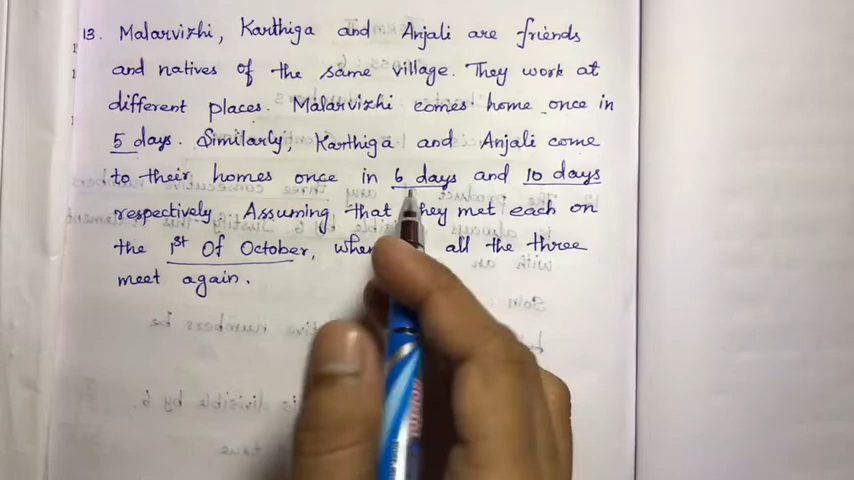 13. Malarvizhi, Karthiga and Anjali are friends
and natives of the same village. They work at
different places. Malarvizhi comes home once in
5 days. Similarly, Karthiga and Anjali come
to their homes once in 6 days and 10 days
respectively. Assuming that they met each on
the 1st Of October, when all the three
meet again.